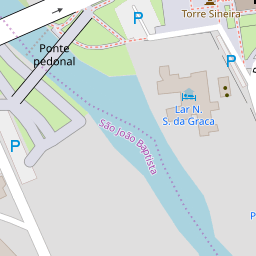 P
Torre Sineira
Ponte
pedonal
Lar N.
S. da Graca
São João Baptista
P
P